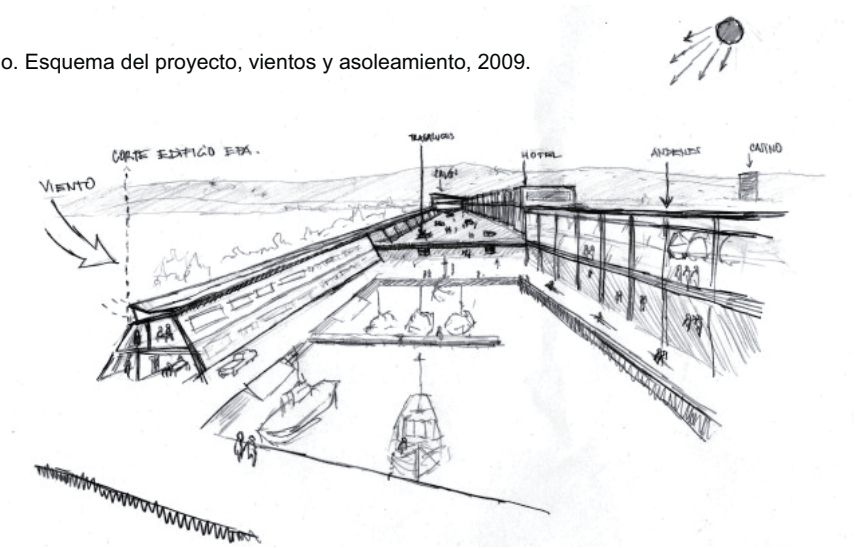 o. Esquema del proyecto, vientos y asoleamiento, 2009.
CORTE EDIFICIO EPA.
HOTEL
ANDENES
CASINO
VIENTO